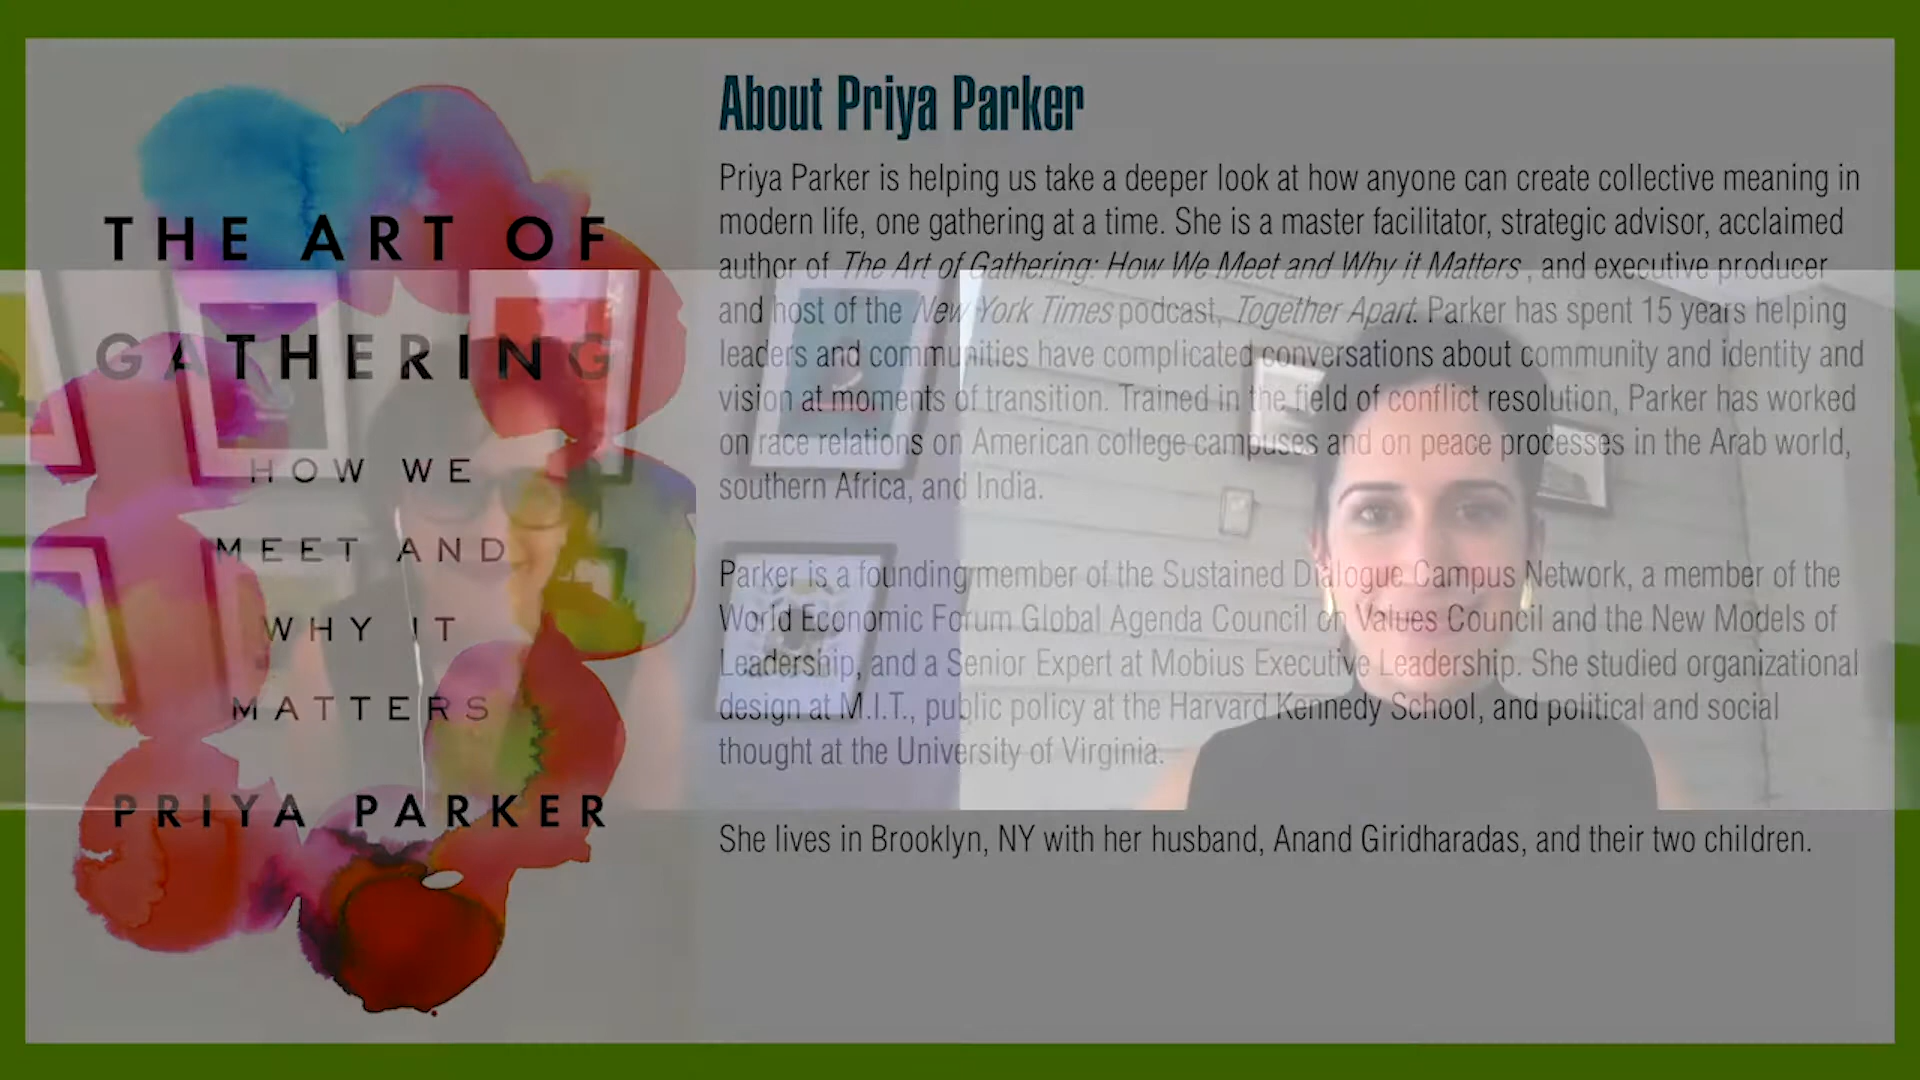 THE ART OF
GATHERING
HOW WE
MEET AND
WHY IT
MATTERS
PRIYA PARKER
About Priya Parker
Priya Parker is helping us take a deeper look at how anyone can create collective meaning in
modern life, one gathering at a time. She is a master facilitator, strategic advisor, acclaimed
author of The Art of Gathering: How We Meet and Why it Matters , and executive producer
and host of the New York Times podcast, Together Apart. Parker has spent 15 years helping
leaders and communities have complicated conversations about community and identity and
vision at moments of transition. Trained in the field of conflict resolution, Parker has worked
on race relations on American college campuses and on peace processes in the Arab world,
southern Africa, and India.
Parker is a founding member of the Sustained Dialogue Campus Network, a member of the
World Economic Forum Global Agenda Council on Values Council and the New Models of
Leadership, and a Senior Expert at Mobius Executive Leadership. She studied organizational
design at M.I.T., public policy at the Harvard Kennedy School, and political and social
thought at the University of Virginia.
She lives in Brooklyn, NY with her husband, Anand Giridharadas, and their two children.